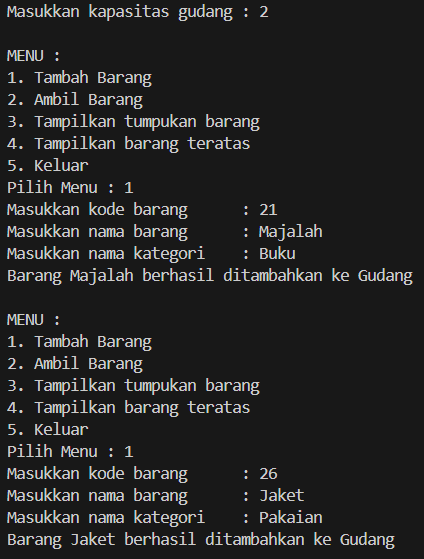 Masukkan kapasitas gudang : 2
MENU :
1. Tambah Barang
2. Ambil Barang
3. Tampilkan tumpukan barang
4. Tampilkan barang teratas
5. Keluar
Pilih Menu : 1
Masukkan kode barang : 21
Masukkan nama barang : Majalah
Masukkan nama kategori : Buku
Barang Majalah berhasil ditambahkan ke Gudang
MENU :
1. Tambah Barang
2. Ambil Barang
3. Tampilkan tumpukan barang
4. Tampilkan barang teratas
5. Keluar
Pilih Menu : 1
Masukkan kode barang : 26
Masukkan nama barang : Jaket
Masukkan nama kategori : Pakaian
Barang Jaket berhasil ditambahkan ke Gudang